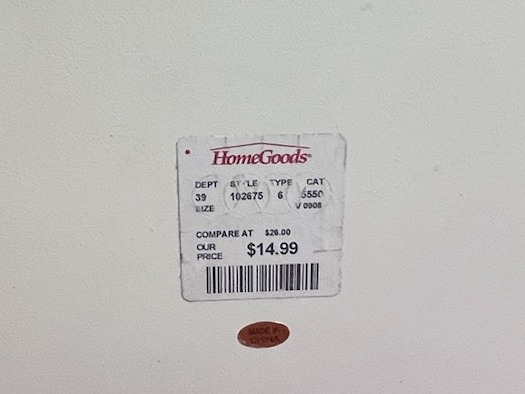 HomeGoods
DEPT STYLE TYPE CAT
39 102675 6 5550
SIZE V 0908
COMPARE AT $26.00
OUR PRICE $14.99
MADE IN
CHINA